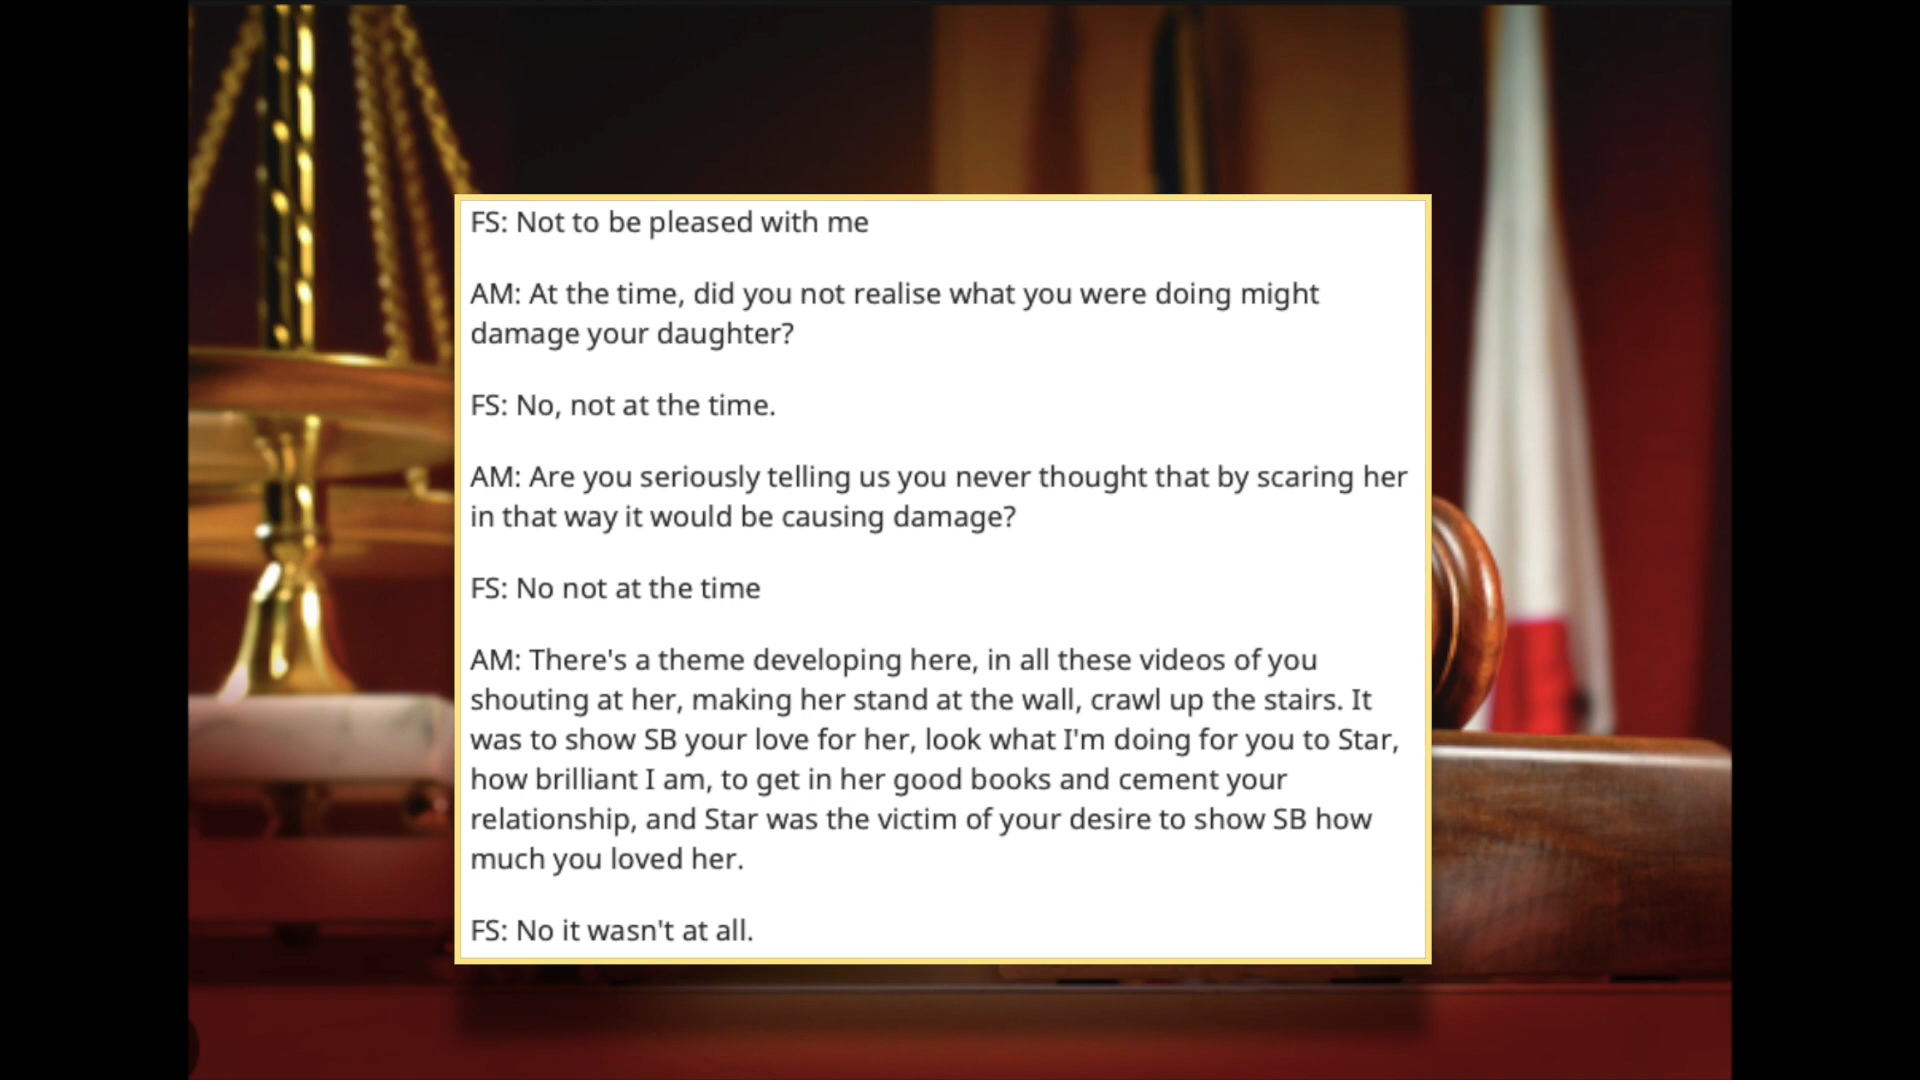 FS: Not to be pleased with me
AM: At the time, did you not realise what you were doing might
damage your daughter?
FS: No, not at the time.
AM: Are you seriously telling us you never thought that by scaring her
in that way it would be causing damage?
FS: No not at the time
AM: There's a theme developing here, in all these videos of you
shouting at her, making her stand at the wall, crawl up the stairs. It
was to show SB your love for her, look what I'm doing for you to Star,
how brilliant I am, to get in her good books and cement your
relationship, and Star was the victim of your desire to show SB how
much you loved her.
FS: No it wasn't at all.